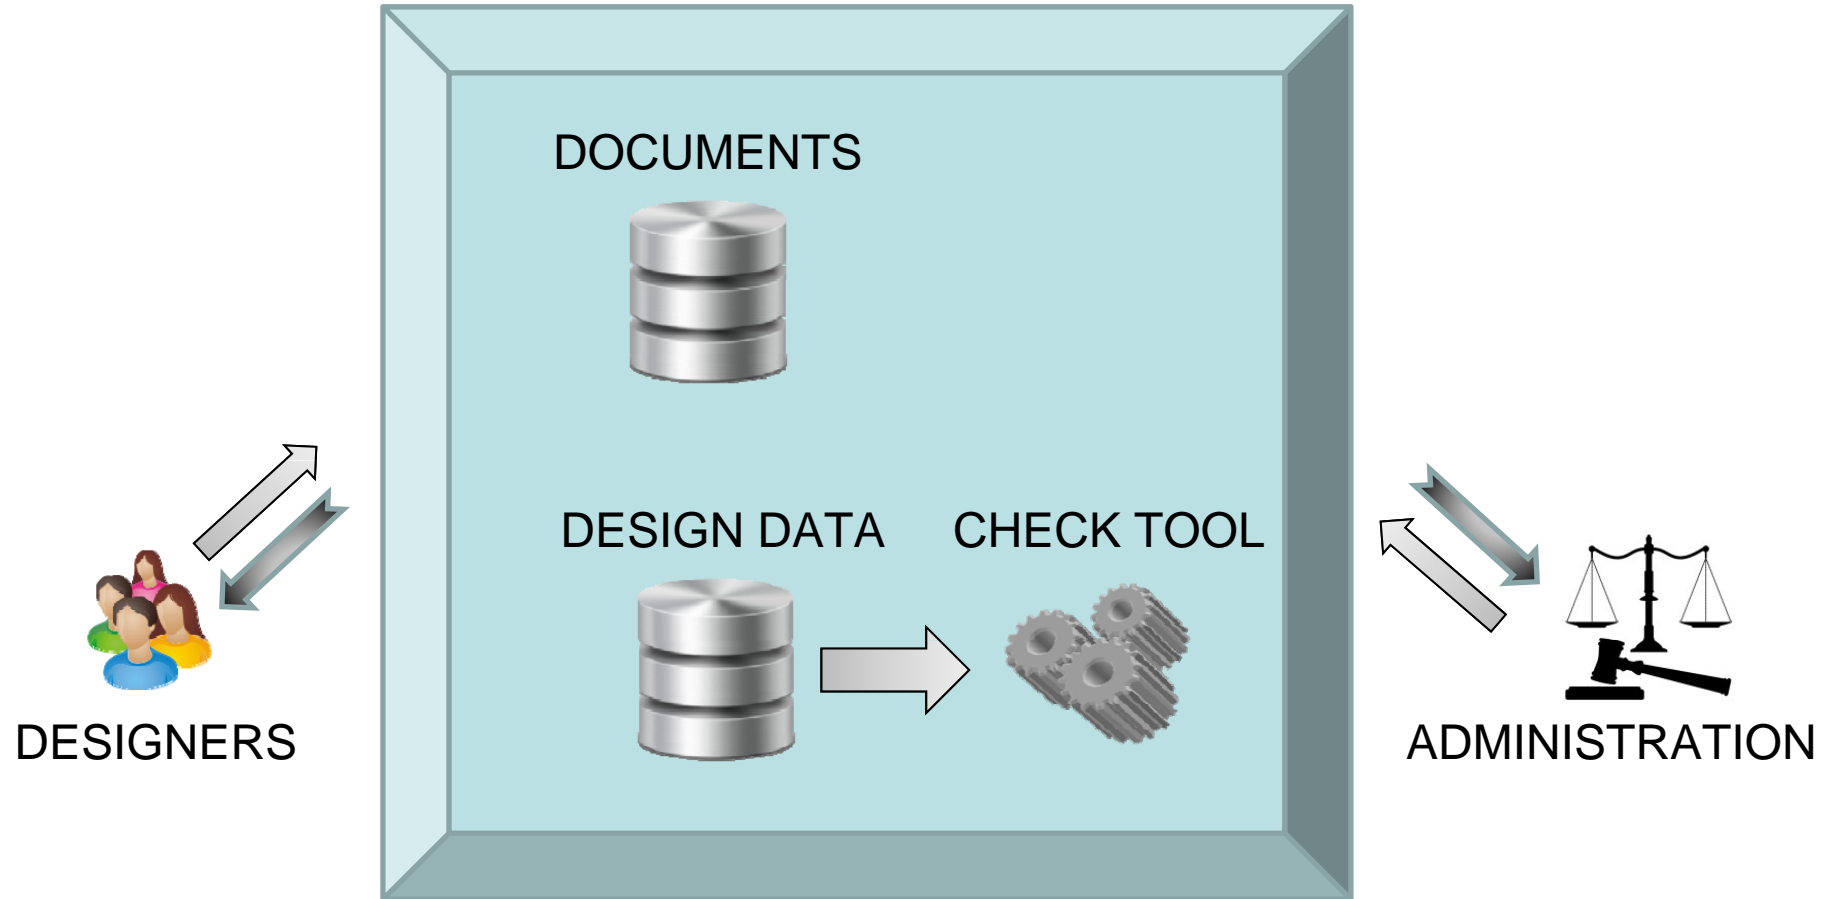 DOCUMENTS
DESIGN DATA
CHECK TOOL
DESIGNERS
ADMINISTRATION